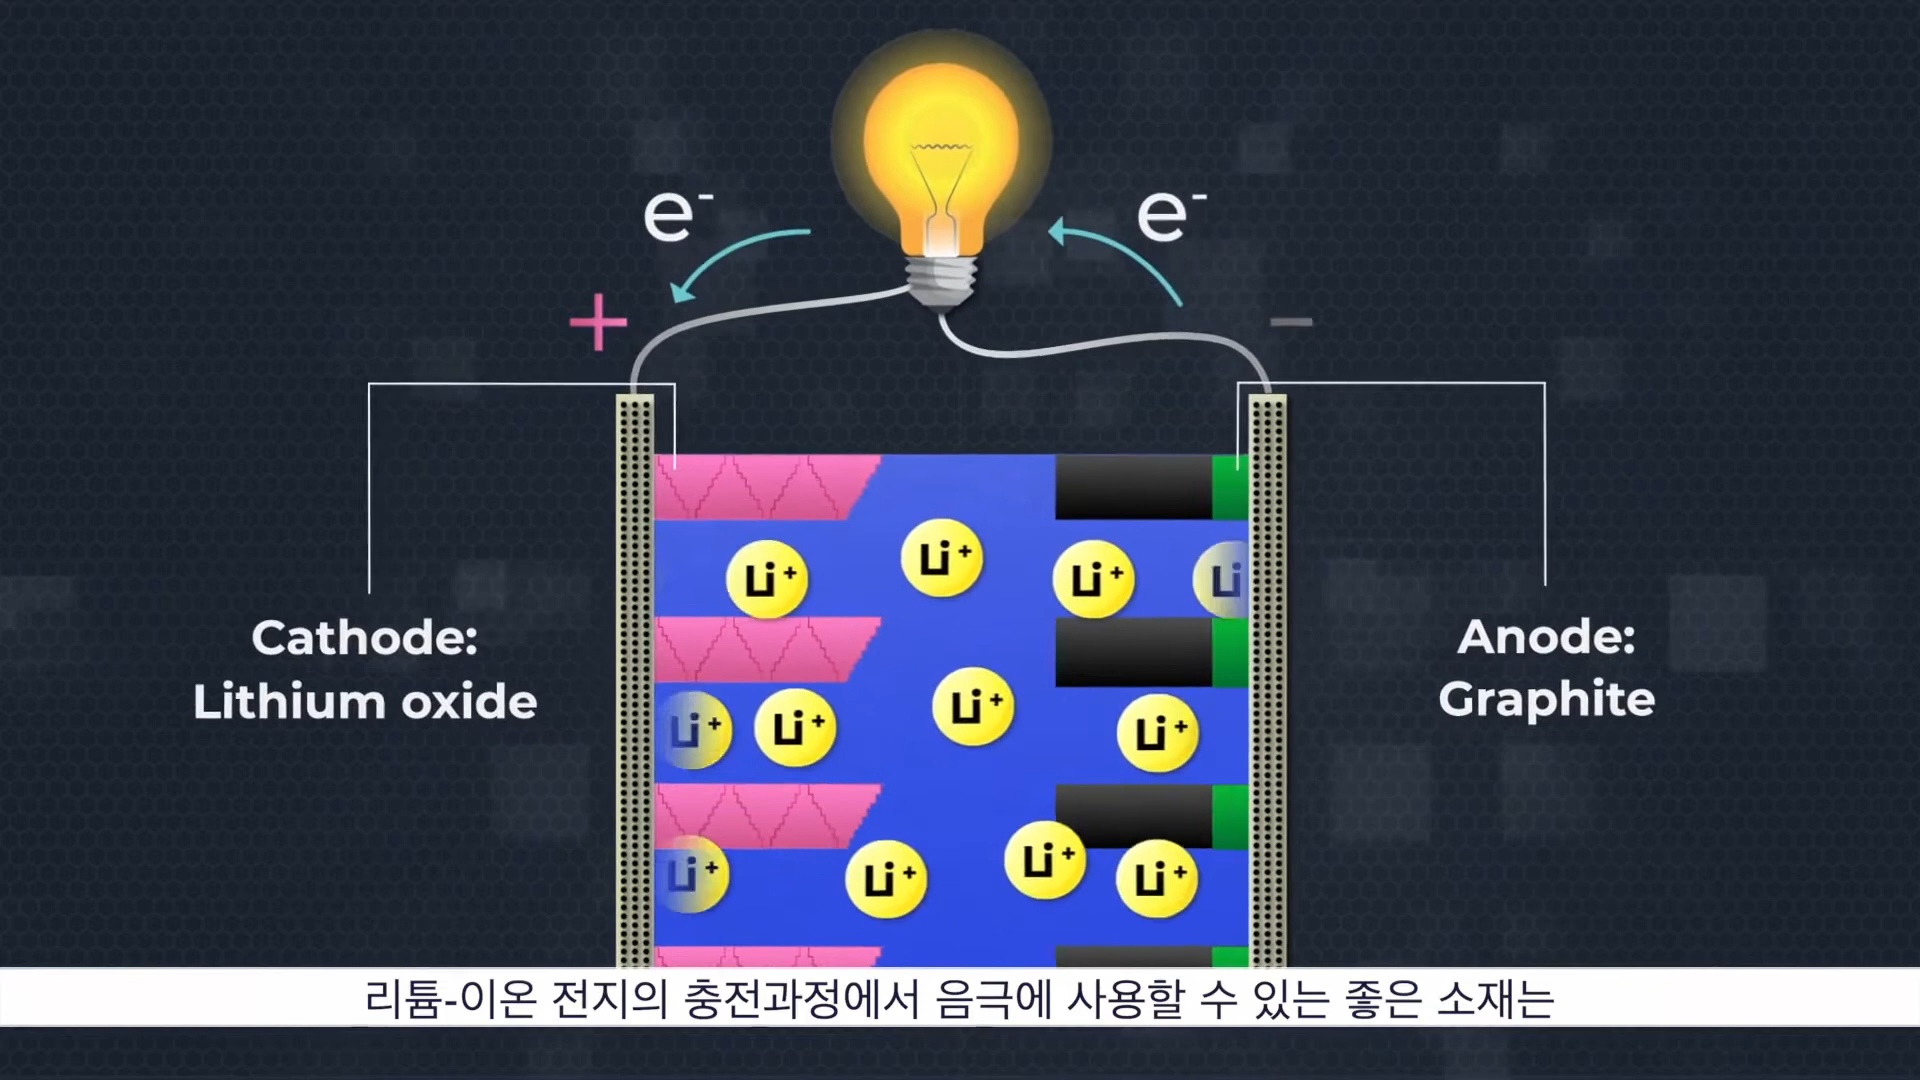 e⁻
e⁻
+
−
Cathode:
Lithium oxide
Anode:
Graphite
Li⁺
Li⁺
Li⁺
Li
Li⁺
Li⁺
Li⁺
Li⁺
Li⁺
Li⁺
Li⁺
Li⁺
리튬-이온 전지의 충전과정에서 음극에 사용할 수 있는 좋은 소재는